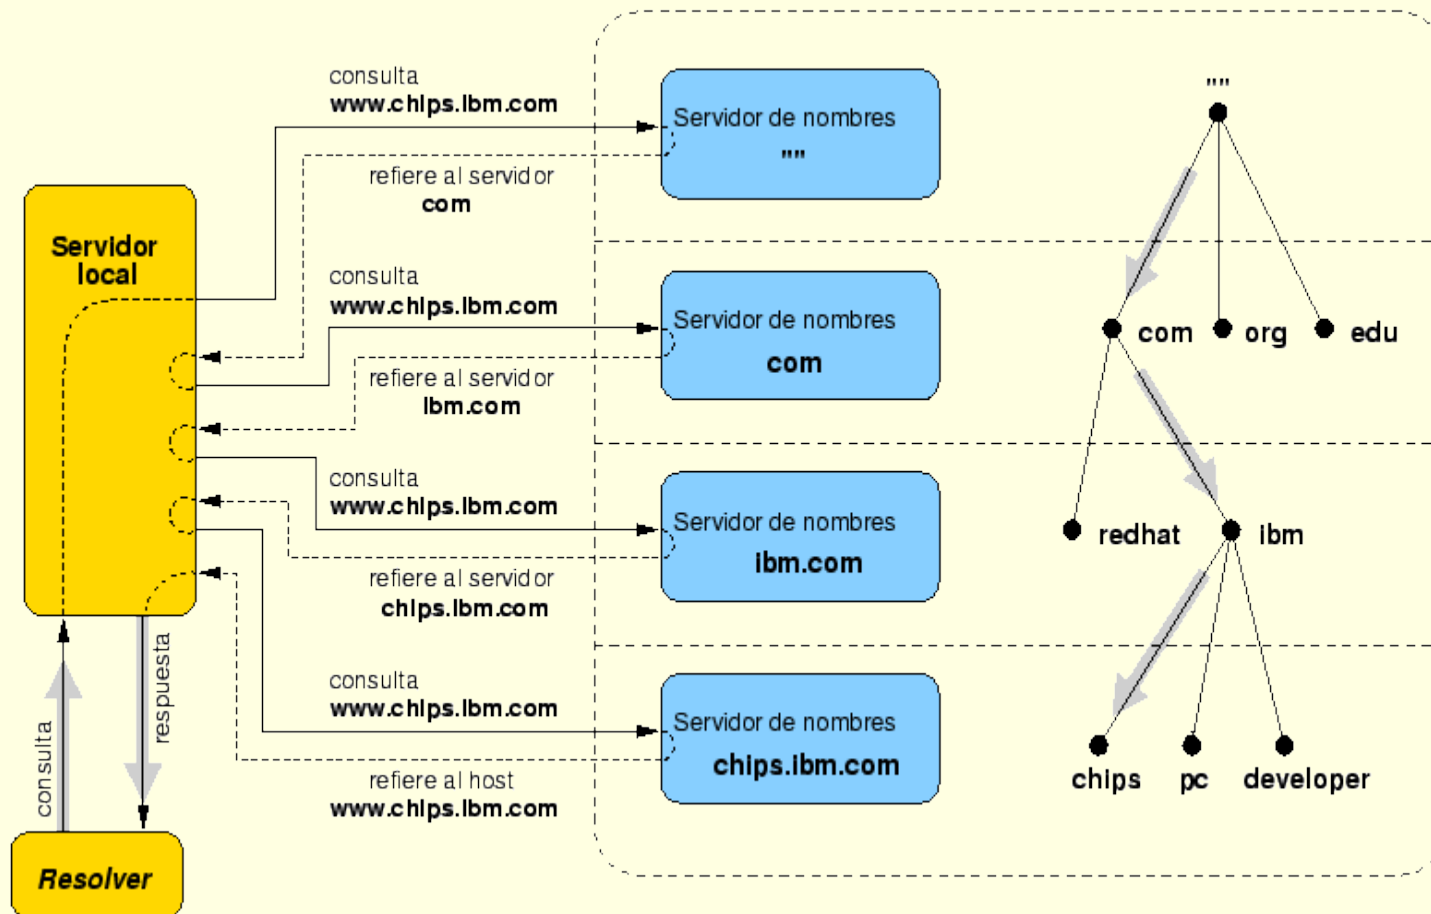 consulta
www.chips.ibm.com
Servidor de nombres
""
refiere al servidor
com
""
Servidor
local
consulta
www.chips.ibm.com
Servidor de nombres
com
refiere al servidor
ibm.com
com
org
edu
consulta
www.chips.ibm.com
Servidor de nombres
ibm.com
refiere al servidor
chips.ibm.com
redhat
ibm
consulta
www.chips.ibm.com
Servidor de nombres
chips.ibm.com
refiere al host
www.chips.ibm.com
chips
pc
developer
consulta
respuesta
Resolver